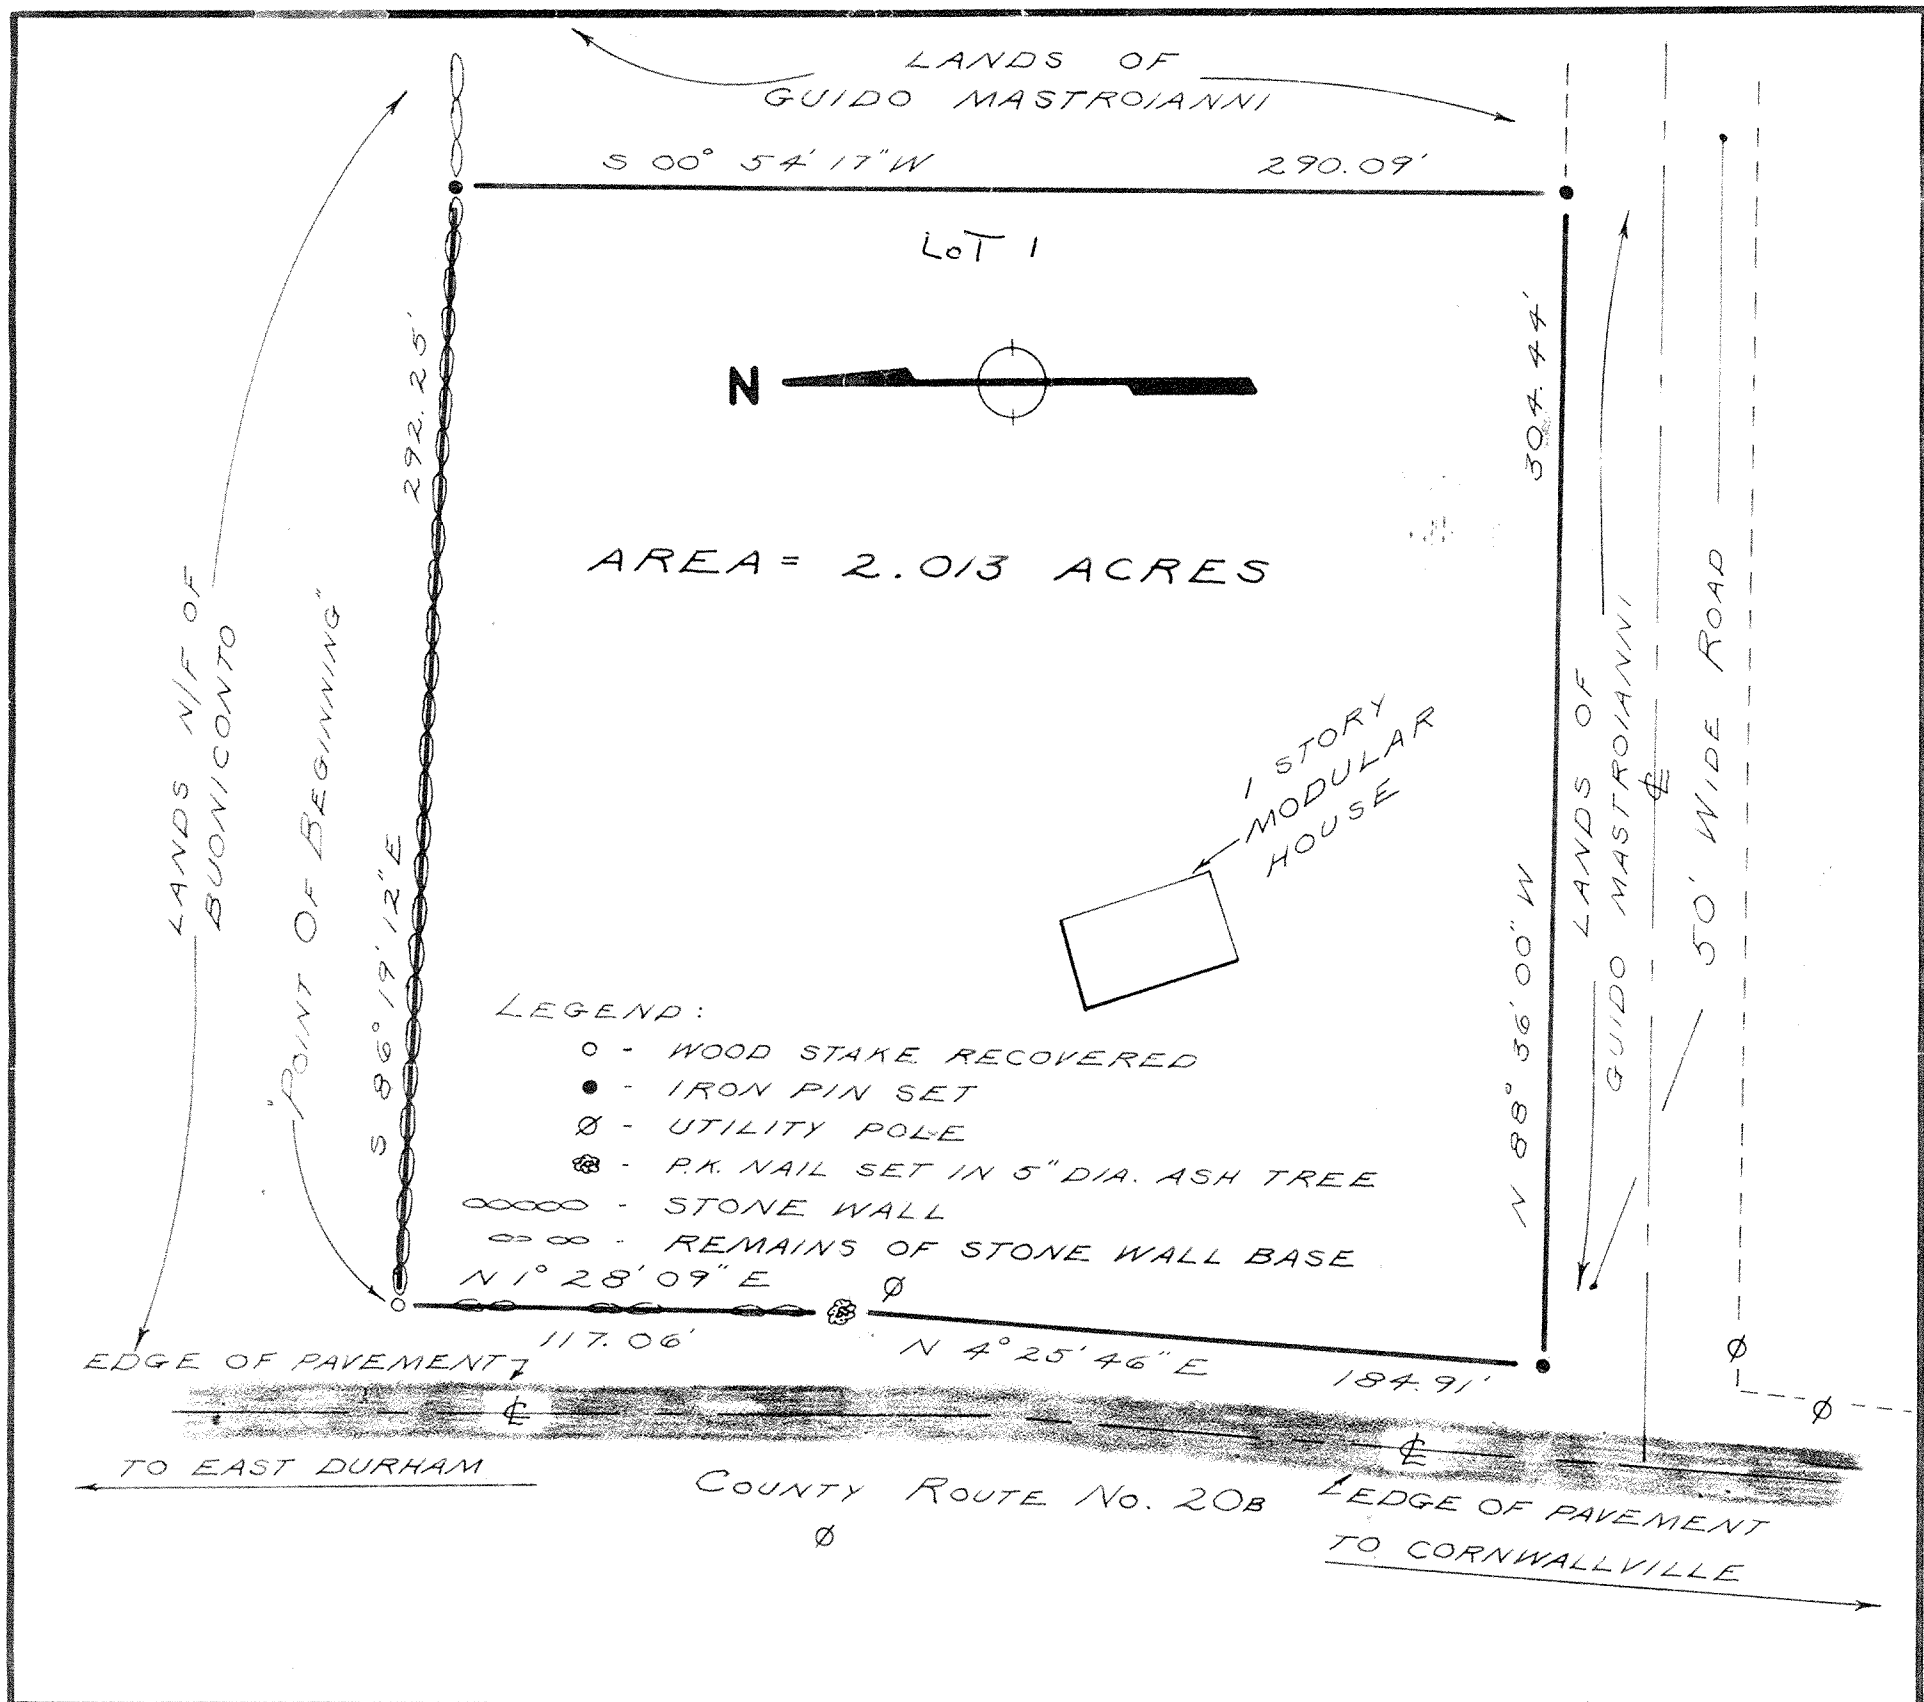 LANDS OF
GUIDO MASTROIANNI
S 00° 54' 17" W
290.09'
LOT 1
N
292.25'
304.44'
AREA = 2.013 ACRES
LANDS N/F OF
BUONICONTO
"POINT OF BEGINNING"
S 86° 19' 12" E
1 STORY
MODULAR
HOUSE
N 88° 36' 00" W
LANDS OF
GUIDO MASTROIANNI
℄
50' WIDE ROAD
LEGEND:
○ - WOOD STAKE RECOVERED
● - IRON PIN SET
Ø - UTILITY POLE
- P.K. NAIL SET IN 5" DIA. ASH TREE
- STONE WALL
- REMAINS OF STONE WALL BASE
N 1° 28' 09" E
Ø
117.06'
N 4° 25' 46" E
184.91'
Ø
Ø
EDGE OF PAVEMENT
℄
℄
TO EAST DURHAM
COUNTY ROUTE NO. 20B
Ø
EDGE OF PAVEMENT
TO CORNWALLVILLE